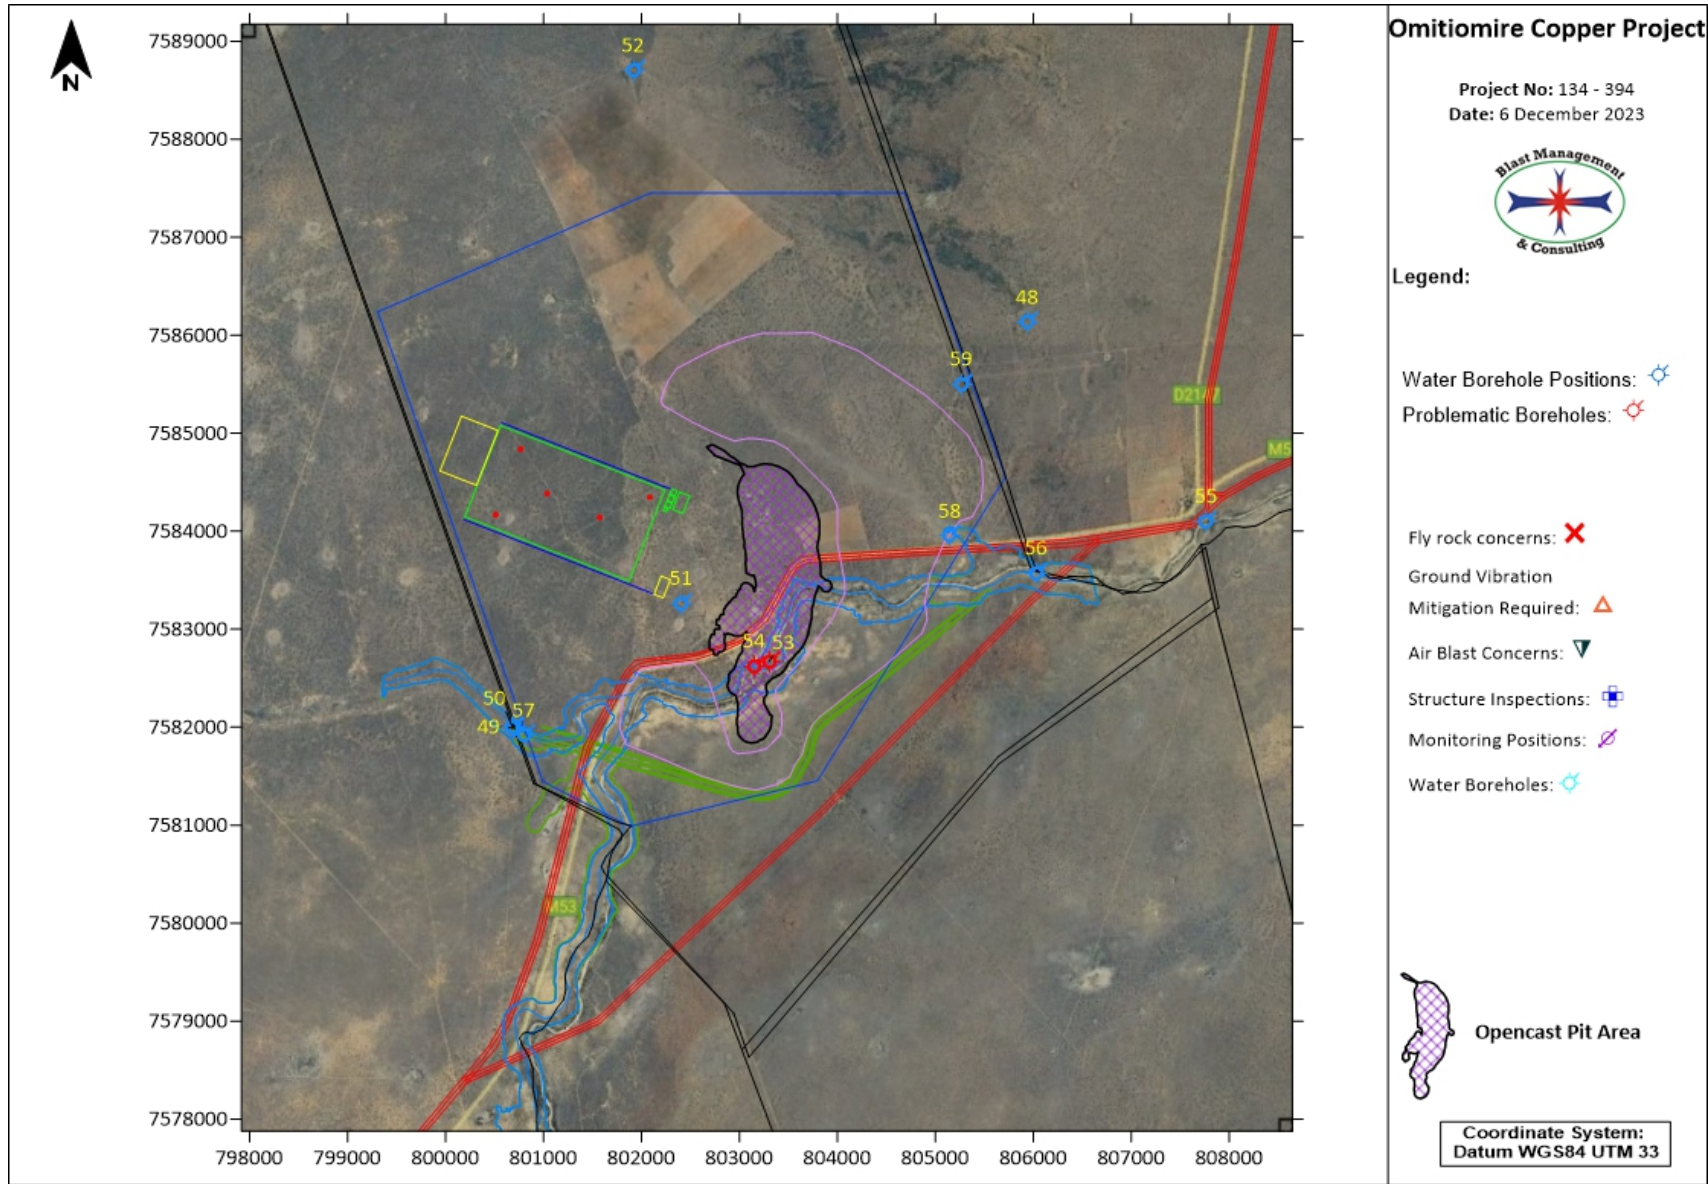 Omitiomire Copper Project
Project No: 134 - 394
Date: 6 December 2023
Blast Management
& Consulting
Legend:
Water Borehole Positions:
Problematic Boreholes:
Fly rock concerns:
Ground Vibration
Mitigation Required:
Air Blast Concerns:
Structure Inspections:
Monitoring Positions:
Water Boreholes:
Opencast Pit Area
Coordinate System:
Datum WGS84 UTM 33
N
7589000
7588000
7587000
7586000
7585000
7584000
7583000
7582000
7581000
7580000
7579000
7578000
798000 799000 800000 801000 802000 803000 804000 805000 806000 807000 808000
52
48
59
58
55
56
51
54 53
50
57
49
M53
M5